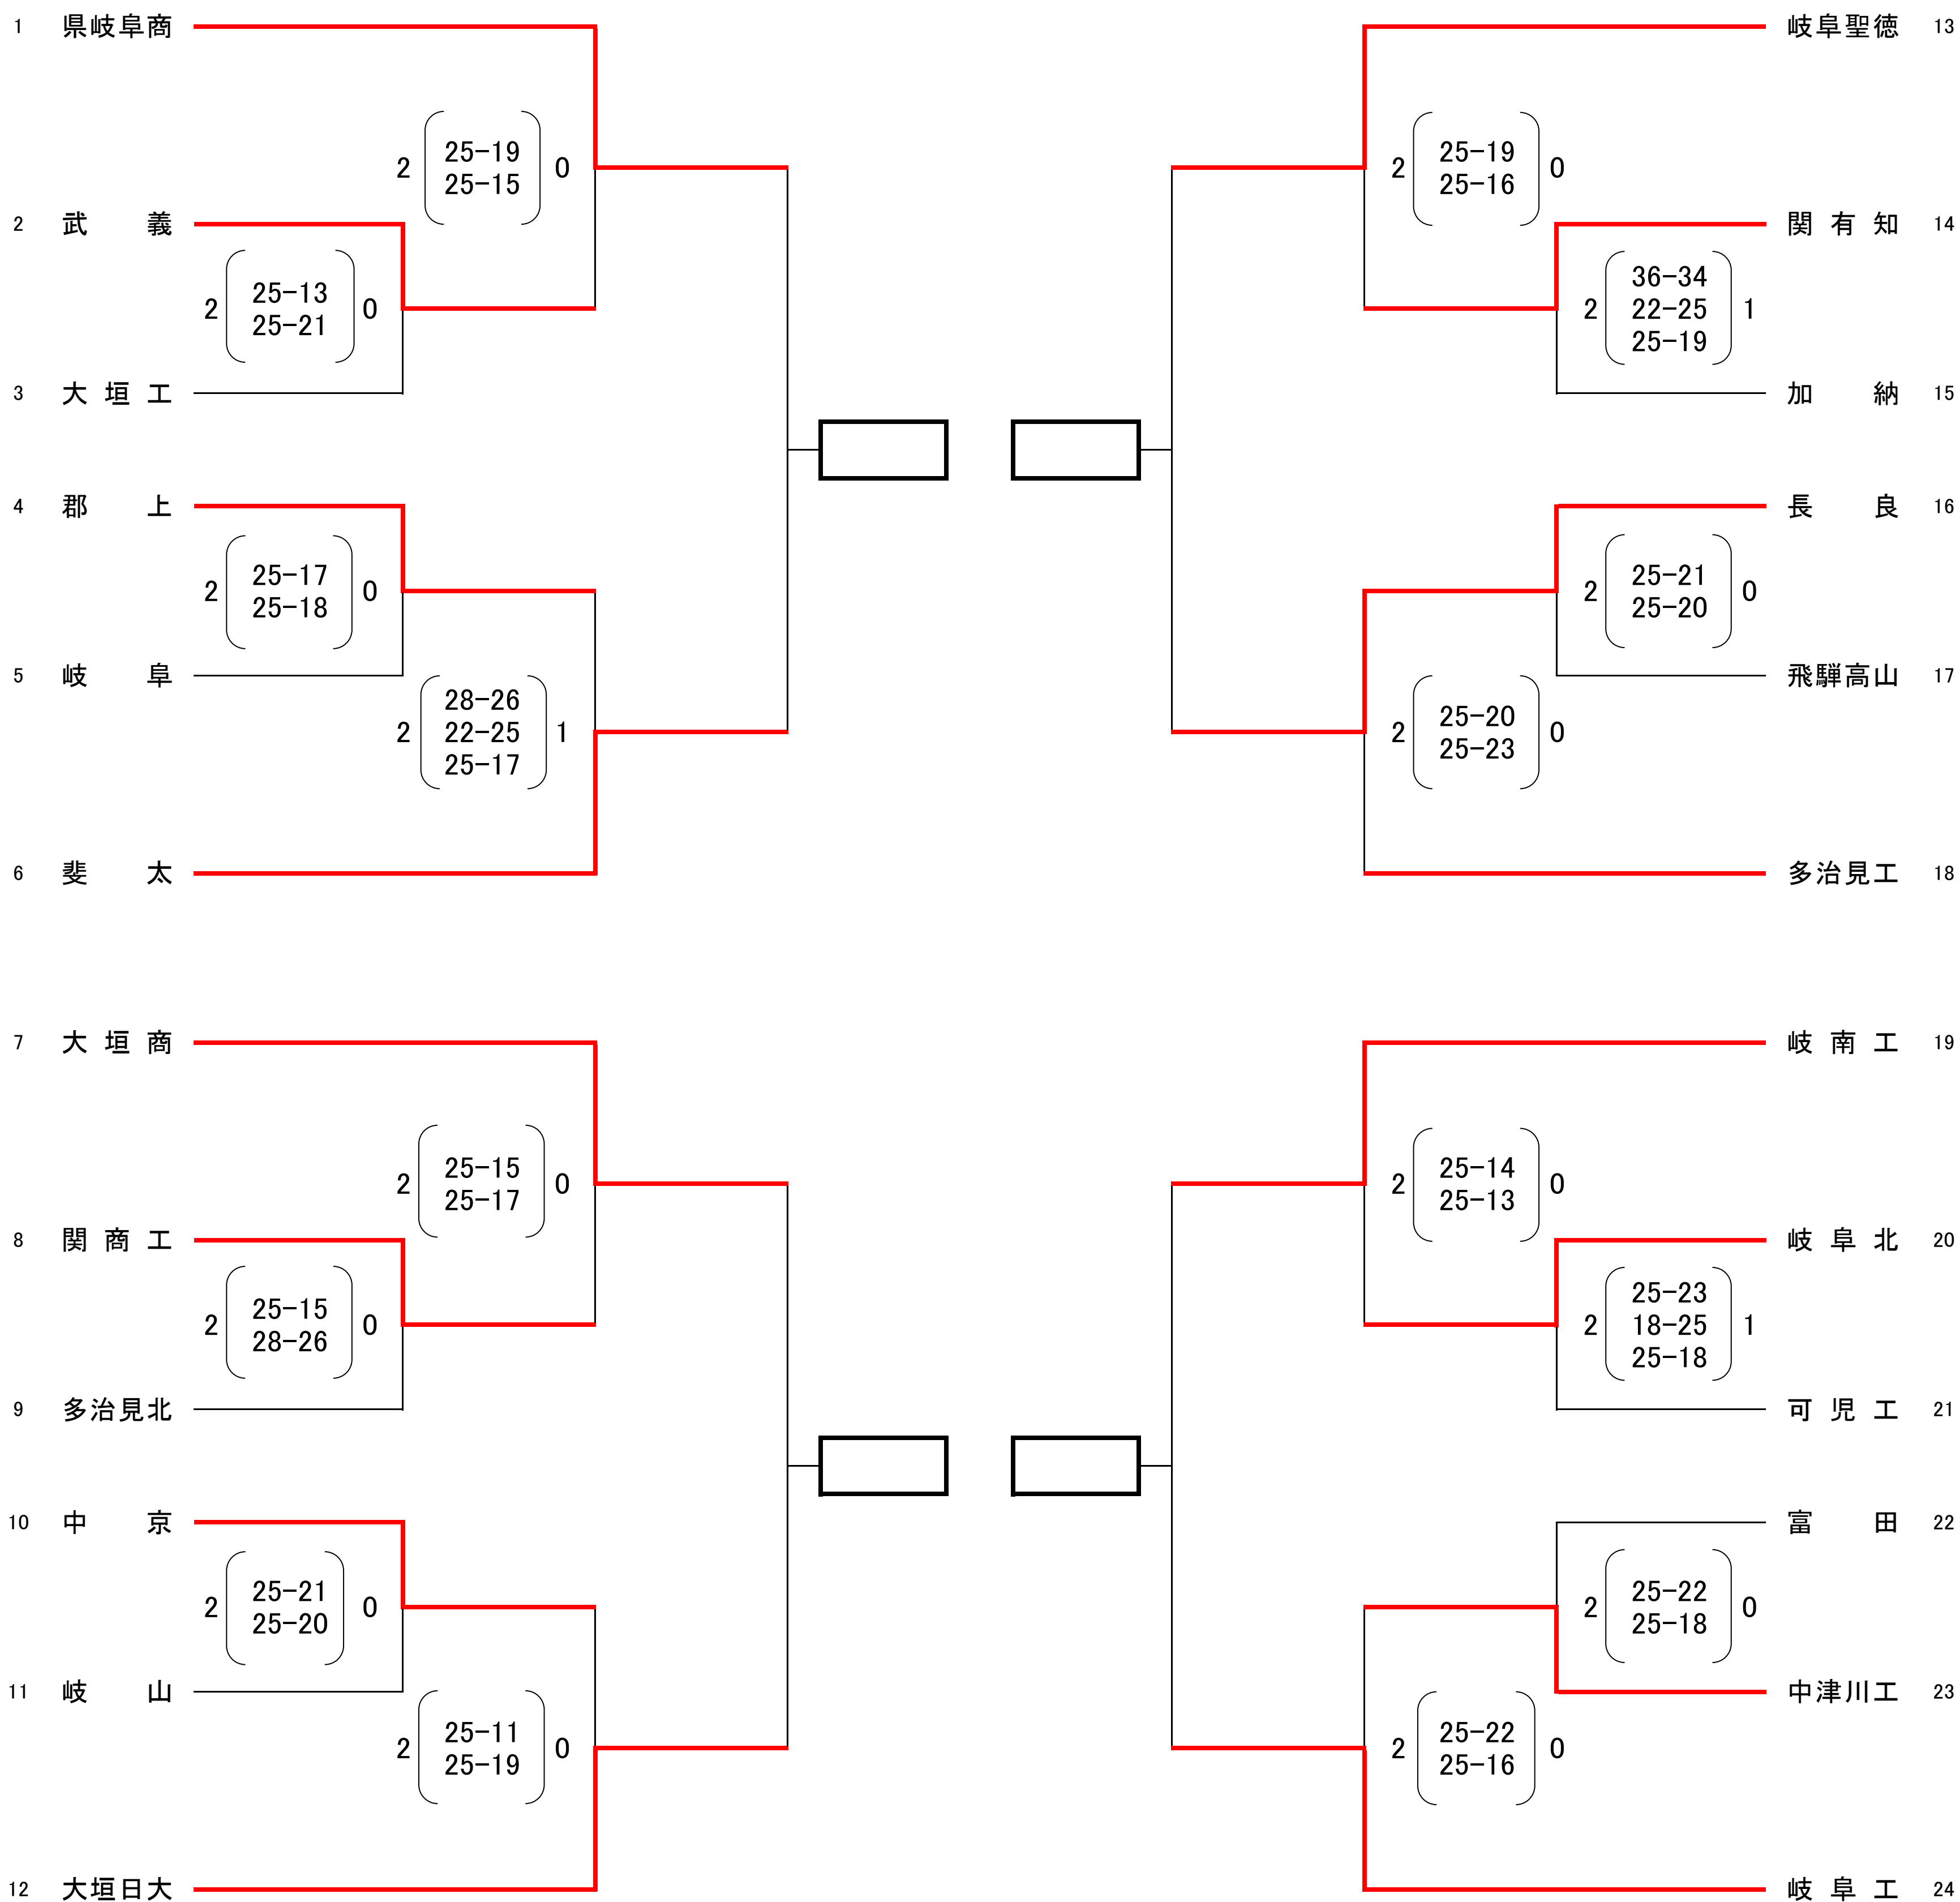 1 県岐阜商
2 25-19 0
25-15
2 武 義
2 25-13 0
25-21
3 大 垣 工
4 郡 上
2 25-17 0
25-18
5 岐 阜
28-26
2 22-25 1
25-17
6 斐 太
7 大 垣 商
2 25-15 0
25-17
8 関 商 工
2 25-15 0
28-26
9 多治見北
10 中 京
2 25-21 0
25-20
11 岐 山
2 25-11 0
25-19
12 大垣日大
岐阜聖徳 13
2 25-19 0
25-16
関 有 知 14
36-34
2 22-25 1
25-19
加 納 15
長 良 16
2 25-21 0
25-20
飛騨高山 17
2 25-20 0
25-23
多治見工 18
岐 南 工 19
2 25-14 0
25-13
岐 阜 北 20
25-23
2 18-25 1
25-18
可 児 工 21
富 田 22
2 25-22 0
25-18
中津川工 23
2 25-22 0
25-16
岐 阜 工 24